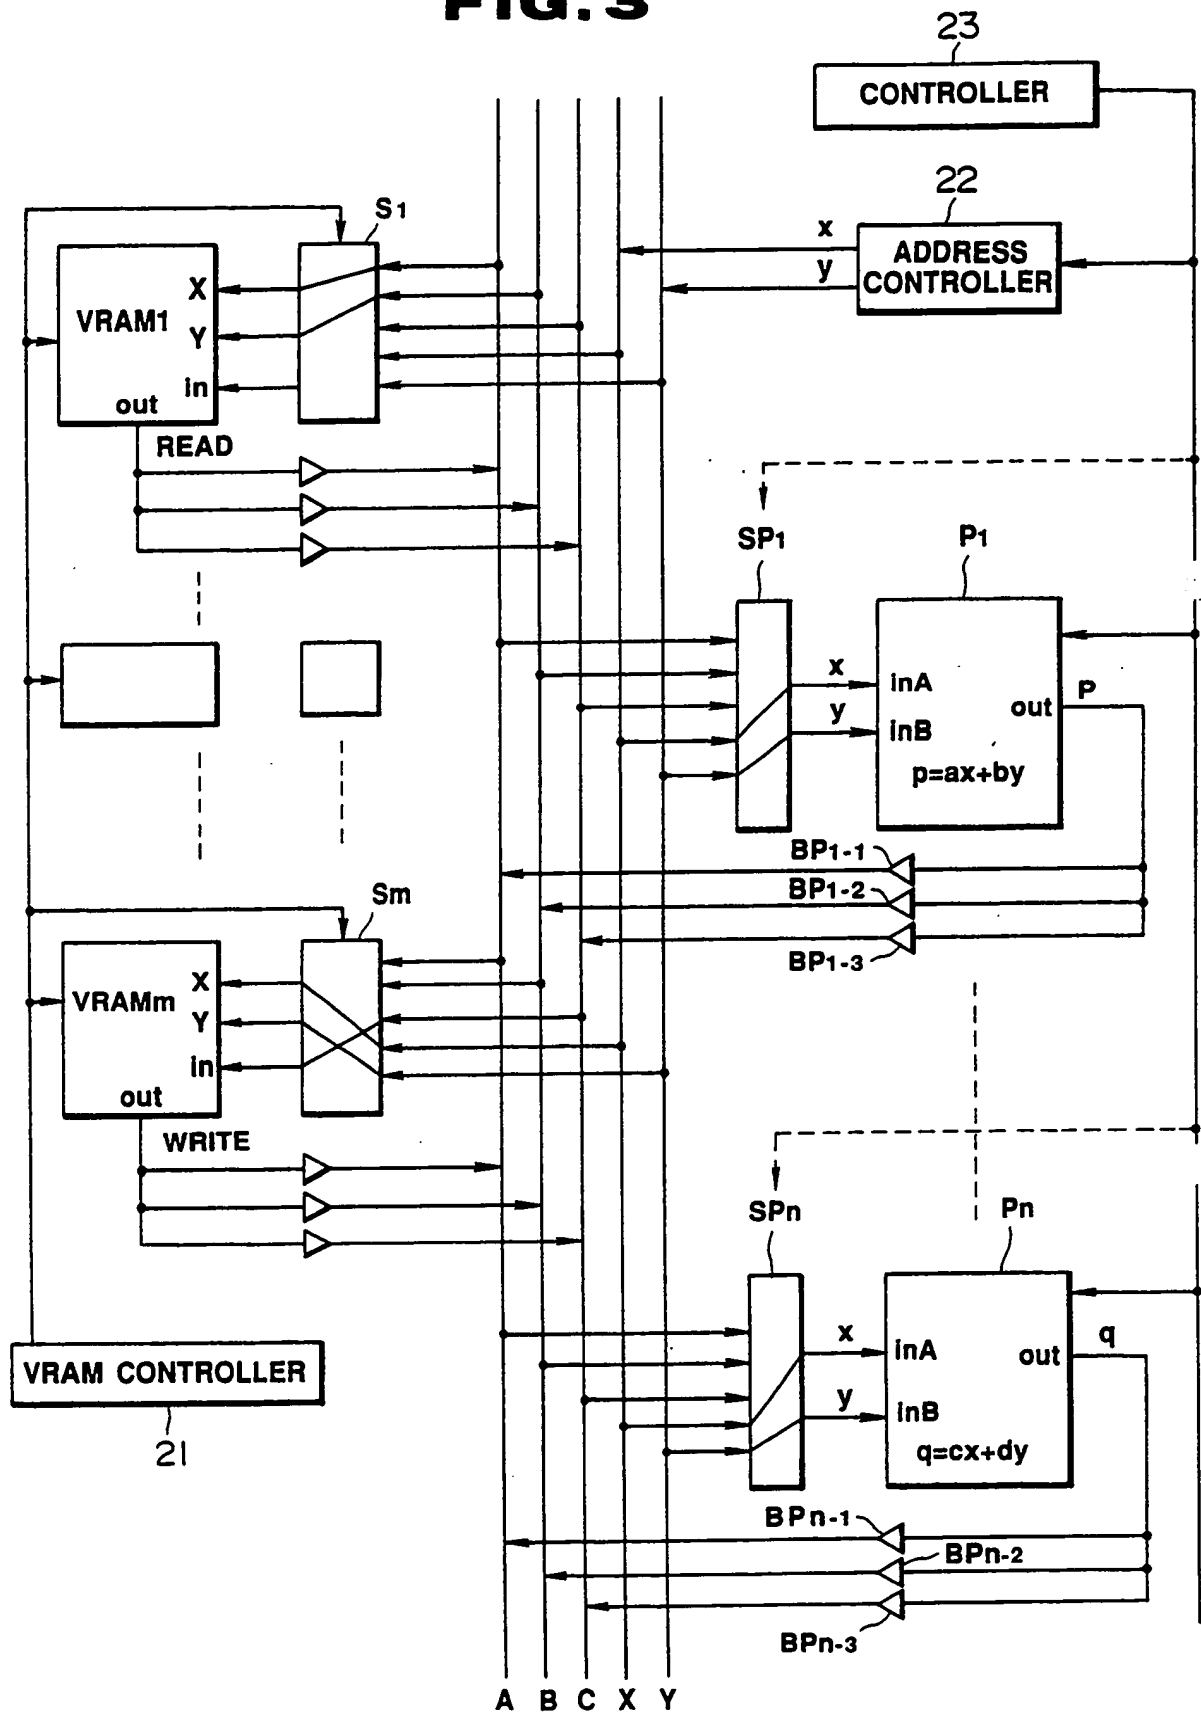 FIG. 3
23
CONTROLLER
22
x
y
ADDRESS
CONTROLLER
S1
VRAM1
X
Y
in
out
READ
SP1
P1
x
y
inA
inB
out
P
p=ax+by
BP1-1
BP1-2
BP1-3
Sm
VRAMm
X
Y
in
out
WRITE
SPn
Pn
x
y
inA
inB
out
q
q=cx+dy
VRAM CONTROLLER
21
BPn-1
BPn-2
BPn-3
A B C X Y